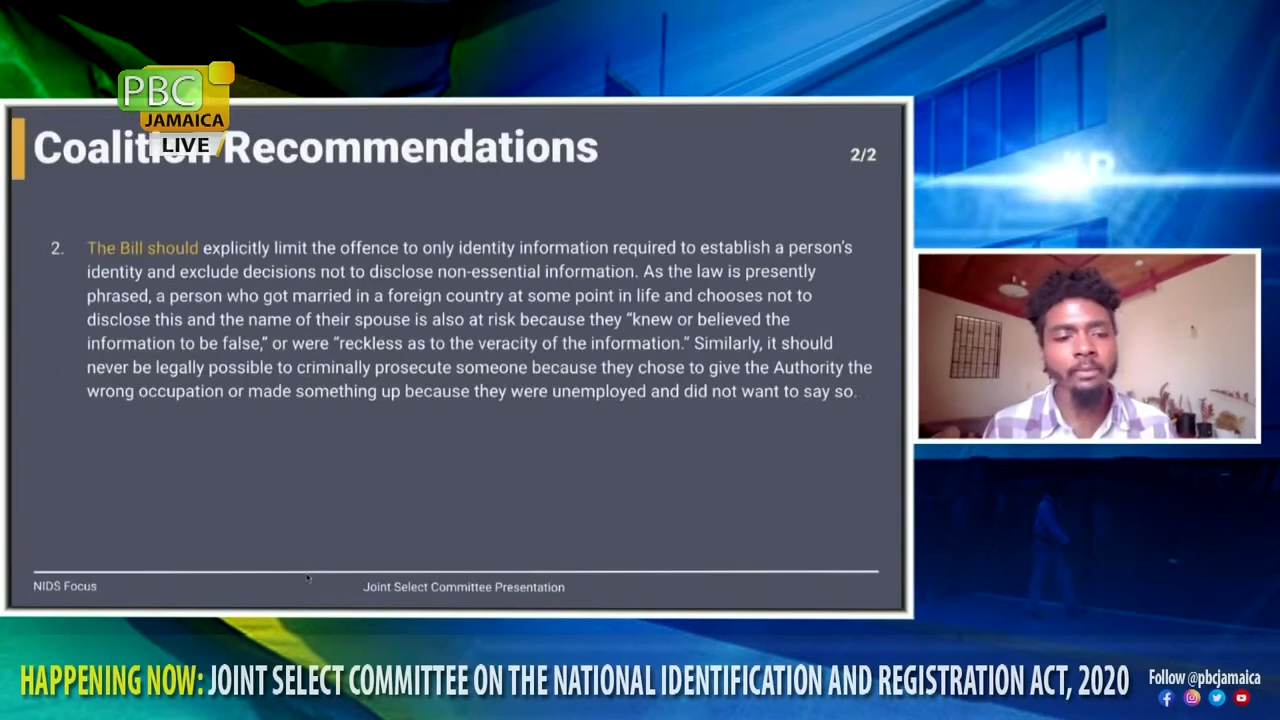 PBC
JAMAICA
LIVE
Coalition Recommendations
2/2
2. The Bill should explicitly limit the offence to only identity information required to establish a person's
identity and exclude decisions not to disclose non-essential information. As the law is presently
phrased, a person who got married in a foreign country at some point in life and chooses not to
disclose this and the name of their spouse is also at risk because they “knew or believed the
information to be false,” or were “reckless as to the veracity of the information.” Similarly, it should
never be legally possible to criminally prosecute someone because they chose to give the Authority the
wrong occupation or made something up because they were unemployed and did not want to say so.
NIDS Focus
Joint Select Committee Presentation
HAPPENING NOW: JOINT SELECT COMMITTEE ON THE NATIONAL IDENTIFICATION AND REGISTRATION ACT, 2020
Follow @pbcjamaica